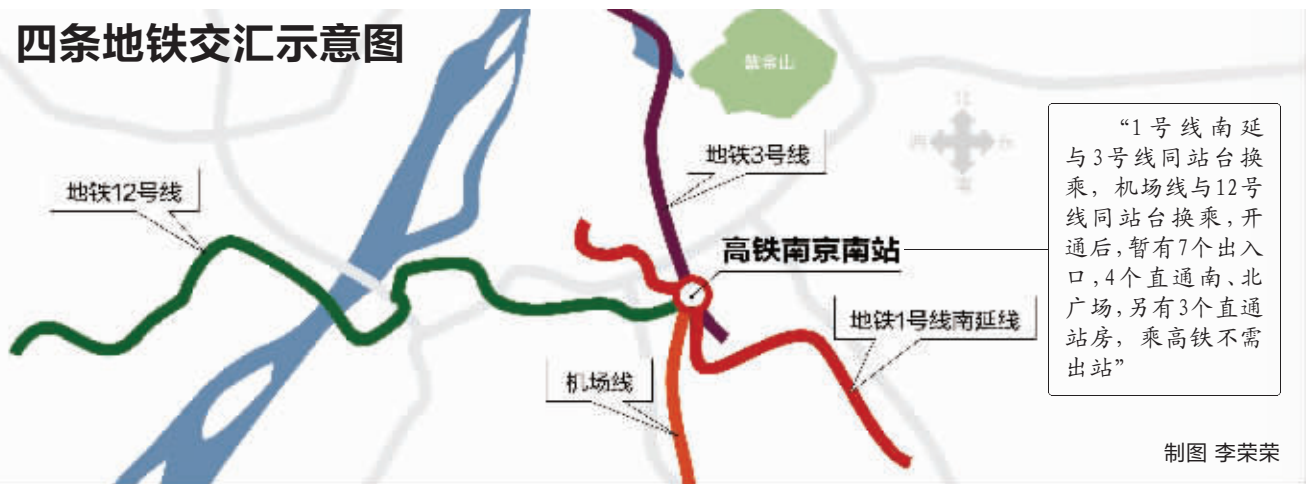 四条地铁交汇示意图
紫金山
北
西
东
南
地铁3号线
地铁12号线
高铁南京南站
地铁1号线南延线
机场线
“1号线南延
与3号线同站台换
乘，机场线与12号
线同站台换乘，开
通后，暂有7个出入
口，4个直通南、北
广场，另有3个直通
站房，乘高铁不需
出站”
制图 李荣荣